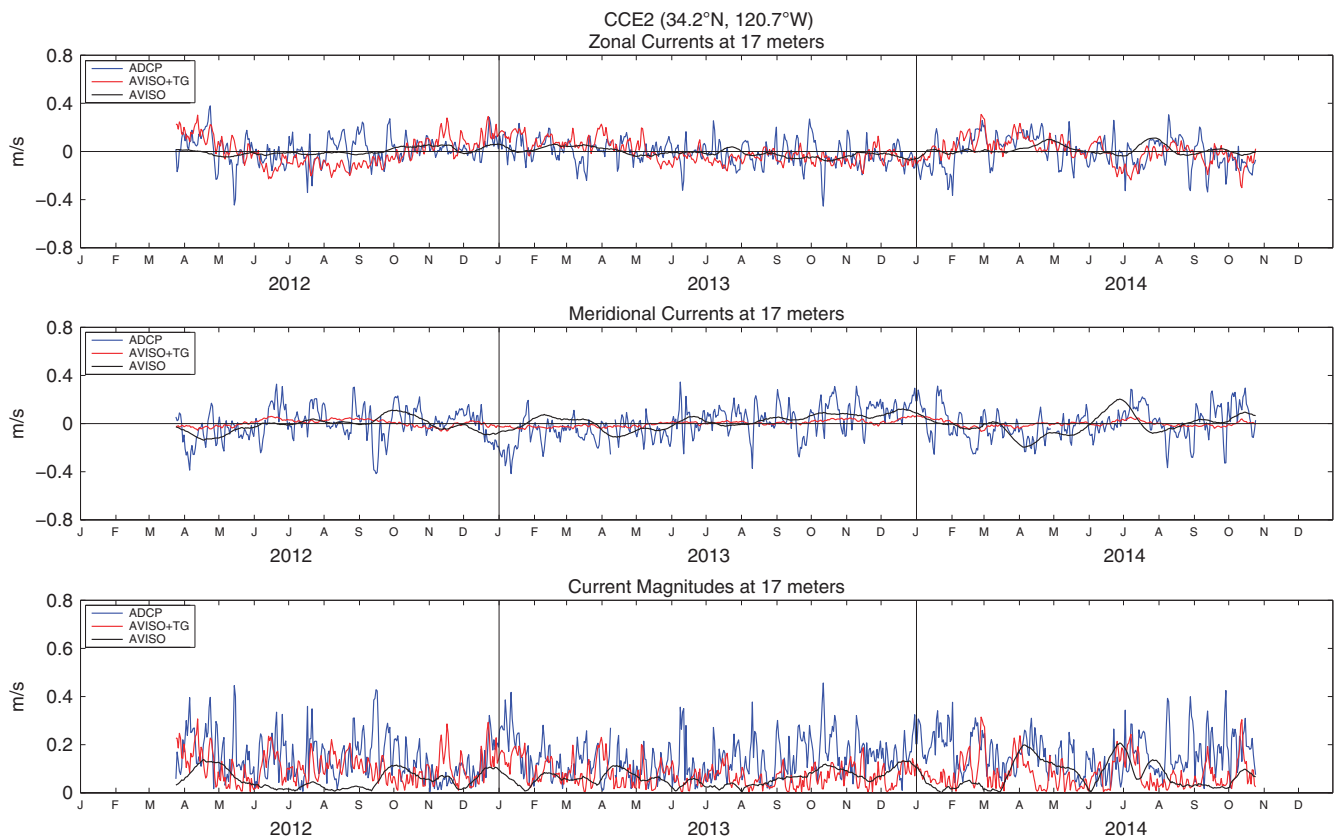 CCE2 (34.2°N, 120.7°W)
Zonal Currents at 17 meters
0.8
0.4
0
−0.4
−0.8
m/s
ADCP
AVISO+TG
AVISO
J F M A M J J A S O N D J F M A M J J A S O N D J F M A M J J A S O N D
2012 2013 2014
Meridional Currents at 17 meters
0.8
0.4
0
−0.4
−0.8
m/s
ADCP
AVISO+TG
AVISO
J F M A M J J A S O N D J F M A M J J A S O N D J F M A M J J A S O N D
2012 2013 2014
Current Magnitudes at 17 meters
0.8
0.6
0.4
0.2
0
m/s
ADCP
AVISO+TG
AVISO
J F M A M J J A S O N D J F M A M J J A S O N D J F M A M J J A S O N D
2012 2013 2014